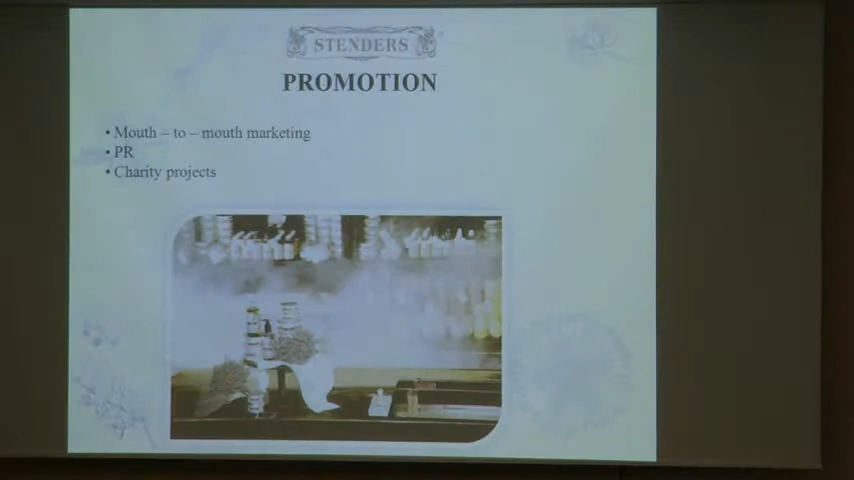 STENDERS
PROMOTION
• Mouth – to – mouth marketing
• PR
• Charity projects